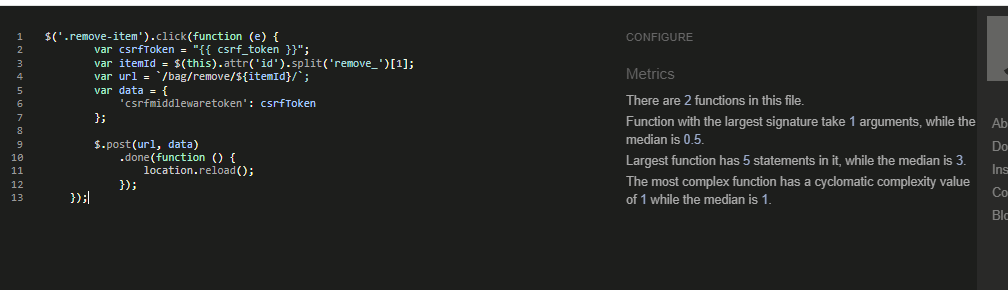 1 $('.remove-item').click(function (e) {
2 var csrfToken = "{{ csrf_token }}";
3 var itemId = $(this).attr('id').split('remove_')[1];
4 var url = `/bag/remove/${itemId}/`;
5 var data = {
6 'csrfmiddlewaretoken': csrfToken
7 };
8
9 $.post(url, data)
10 .done(function () {
11 location.reload();
12 });
13 });
CONFIGURE
Metrics
There are 2 functions in this file.
Function with the largest signature take 1 arguments, while the
median is 0.5.
Largest function has 5 statements in it, while the median is 3.
The most complex function has a cyclomatic complexity value
of 1 while the median is 1.
Ab
Do
Ins
Co
Blo